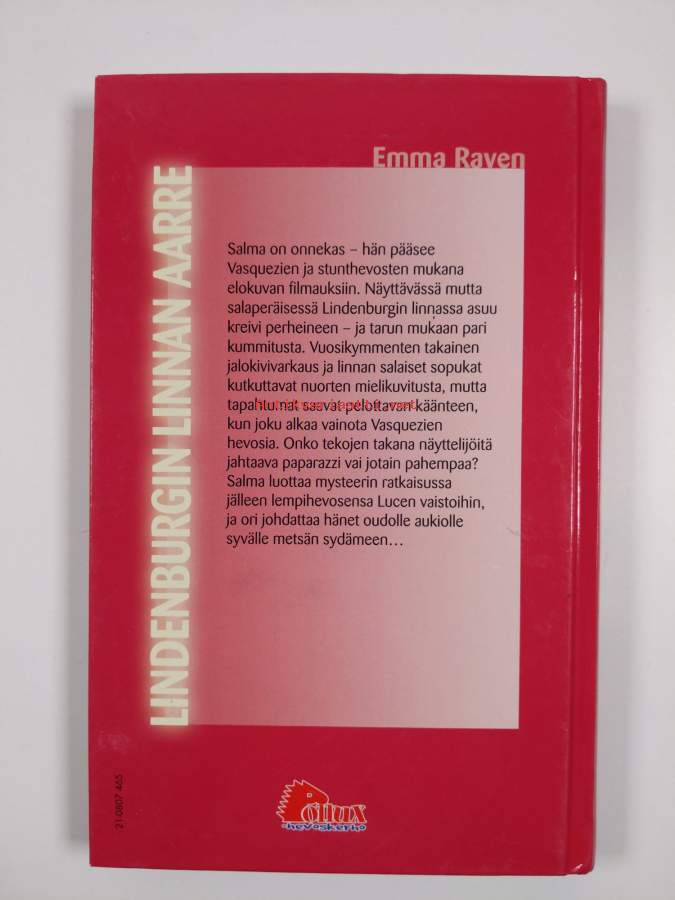 Emma Raven
LINDENBURGIN LINNAN AARRE
Salma on onnekas – hän pääsee
Vasquezien ja stunthevosten mukana
elokuvan filmauksiin. Näyttävässä mutta
salaperäisessä Lindenburgin linnassa asuu
kreivi perheineen – ja tarun mukaan pari
kummitusta. Vuosikymmenten takainen
jalokivivarkaus ja linnan salaiset sopukat
kutkuttavat nuorten mielikuvitusta, mutta
tapahtumat saavat pelottavan käänteen,
kun joku alkaa vainota Vasquezien
hevosia. Onko tekojen takana näyttelijöitä
jahtaava paparazzi vai jotain pahempaa?
Salma luottaa mysteerin ratkaisussa
jälleen lempihevosensa Lucen vaistoihin,
ja ori johdattaa hänet oudolle aukiolle
syvälle metsän sydämeen…
Pollux
hevoskerho
21-0807 465